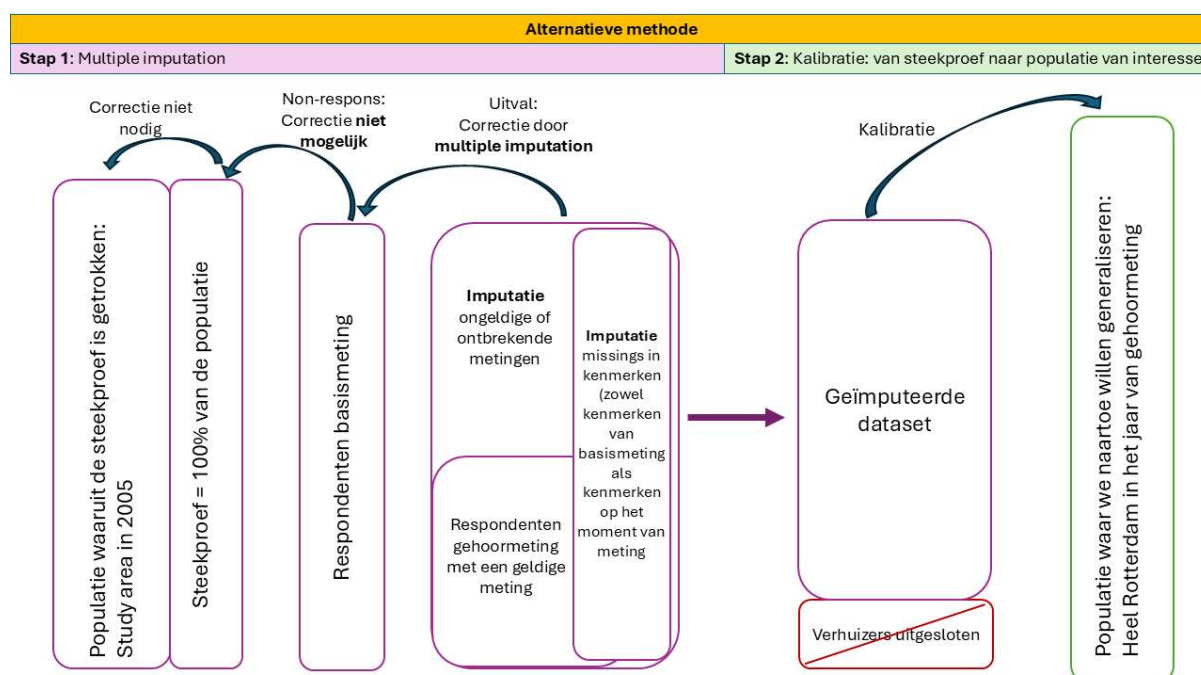 Alternatieve methode
Stap 1: Multiple imputation
Stap 2: Kalibratie: van steekproef naar populatie van interesse
Correctie niet
nodig
Non-respons:
Correctie niet
mogelijk
Uitval:
Correctie door
multiple imputation
Kalibratie
Populatie waaruit de steekproef is getrokken:
Study area in 2005
Steekproef = 100% van de populatie
Respondenten basismeting
Imputatie
ongeldige of
ontbrekende
metingen
Respondenten
gehoormeting
met een geldige
meting
Imputatie
missings in
kenmerken
(zowel
kenmerken
van
basismeting
als
kenmerken
op het
moment van
meting
Geïmputeerde
dataset
Verhuizers uitgesloten
Populatie waar we naartoe willen generaliseren:
Heel Rotterdam in het jaar van gehoormeting